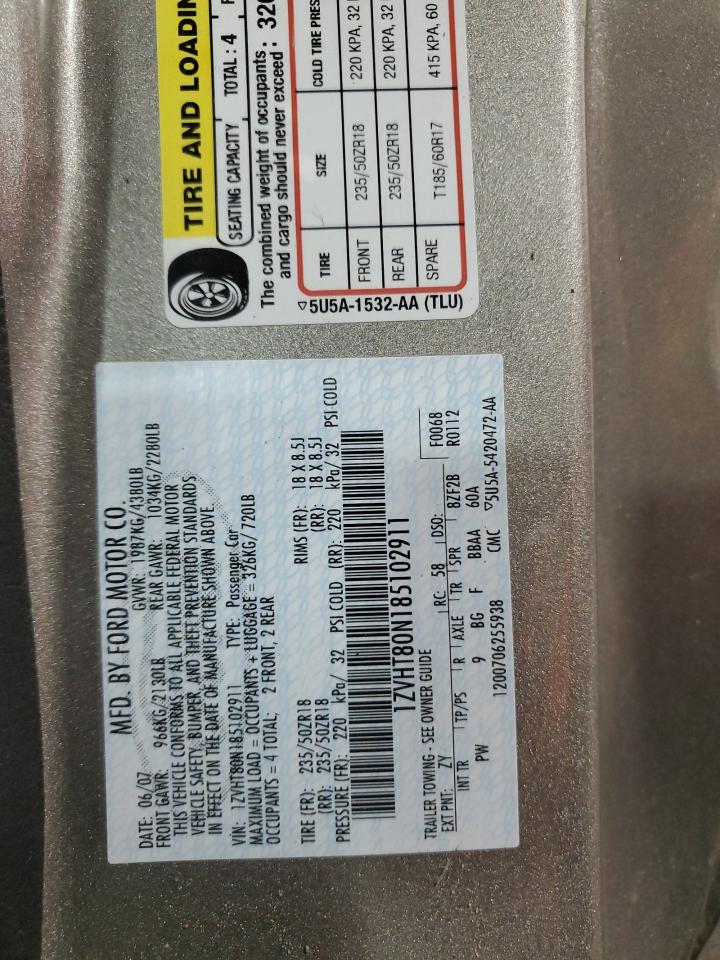 MFD. BY FORD MOTOR CO.
DATE: 06/07 GVWR: 1987KG/4380LB
FRONT GAWR: 966KG/2130LB REAR GAWR: 1034KG/2280LB
THIS VEHICLE CONFORMS TO ALL APPLICABLE FEDERAL MOTOR
VEHICLE SAFETY, BUMPER, AND THEFT PREVENTION STANDARDS
IN EFFECT ON THE DATE OF MANUFACTURE SHOWN ABOVE.
VIN: 1ZVHT80N185102911 TYPE: Passenger Car
MAXIMUM LOAD = OCCUPANTS + LUGGAGE = 326KG/720LB
OCCUPANTS = 4 TOTAL: 2 FRONT, 2 REAR
TIRE (FR): 235/50ZR18 RIMS (FR): 18 X 8.5J
(RR): 235/50ZR18 (RR): 18 X 8.5J
PRESSURE (FR): 220 kPa/ 32 PSI COLD (RR): 220 kPa/ 32 PSI COLD
1ZVHT80N185102911
TRAILER TOWING - SEE OWNER GUIDE F0068
EXT PNT: ZY RC: 58 DSO: R0112
INT TR TP/PS R AXLE TR SPR 8ZF2B
PW 9 BG F BBAA 60A
1200706255938 CMC ▽5U5A-5420472-AA
TIRE AND LOADIN
SEATING CAPACITY TOTAL : 4
The combined weight of occupants
and cargo should never exceed : 326
TIRE SIZE COLD TIRE PRES
FRONT 235/50ZR18 220 KPA, 32
REAR 235/50ZR18 220 KPA, 32
SPARE T185/60R17 415 KPA, 60
▽5U5A-1532-AA (TLU)